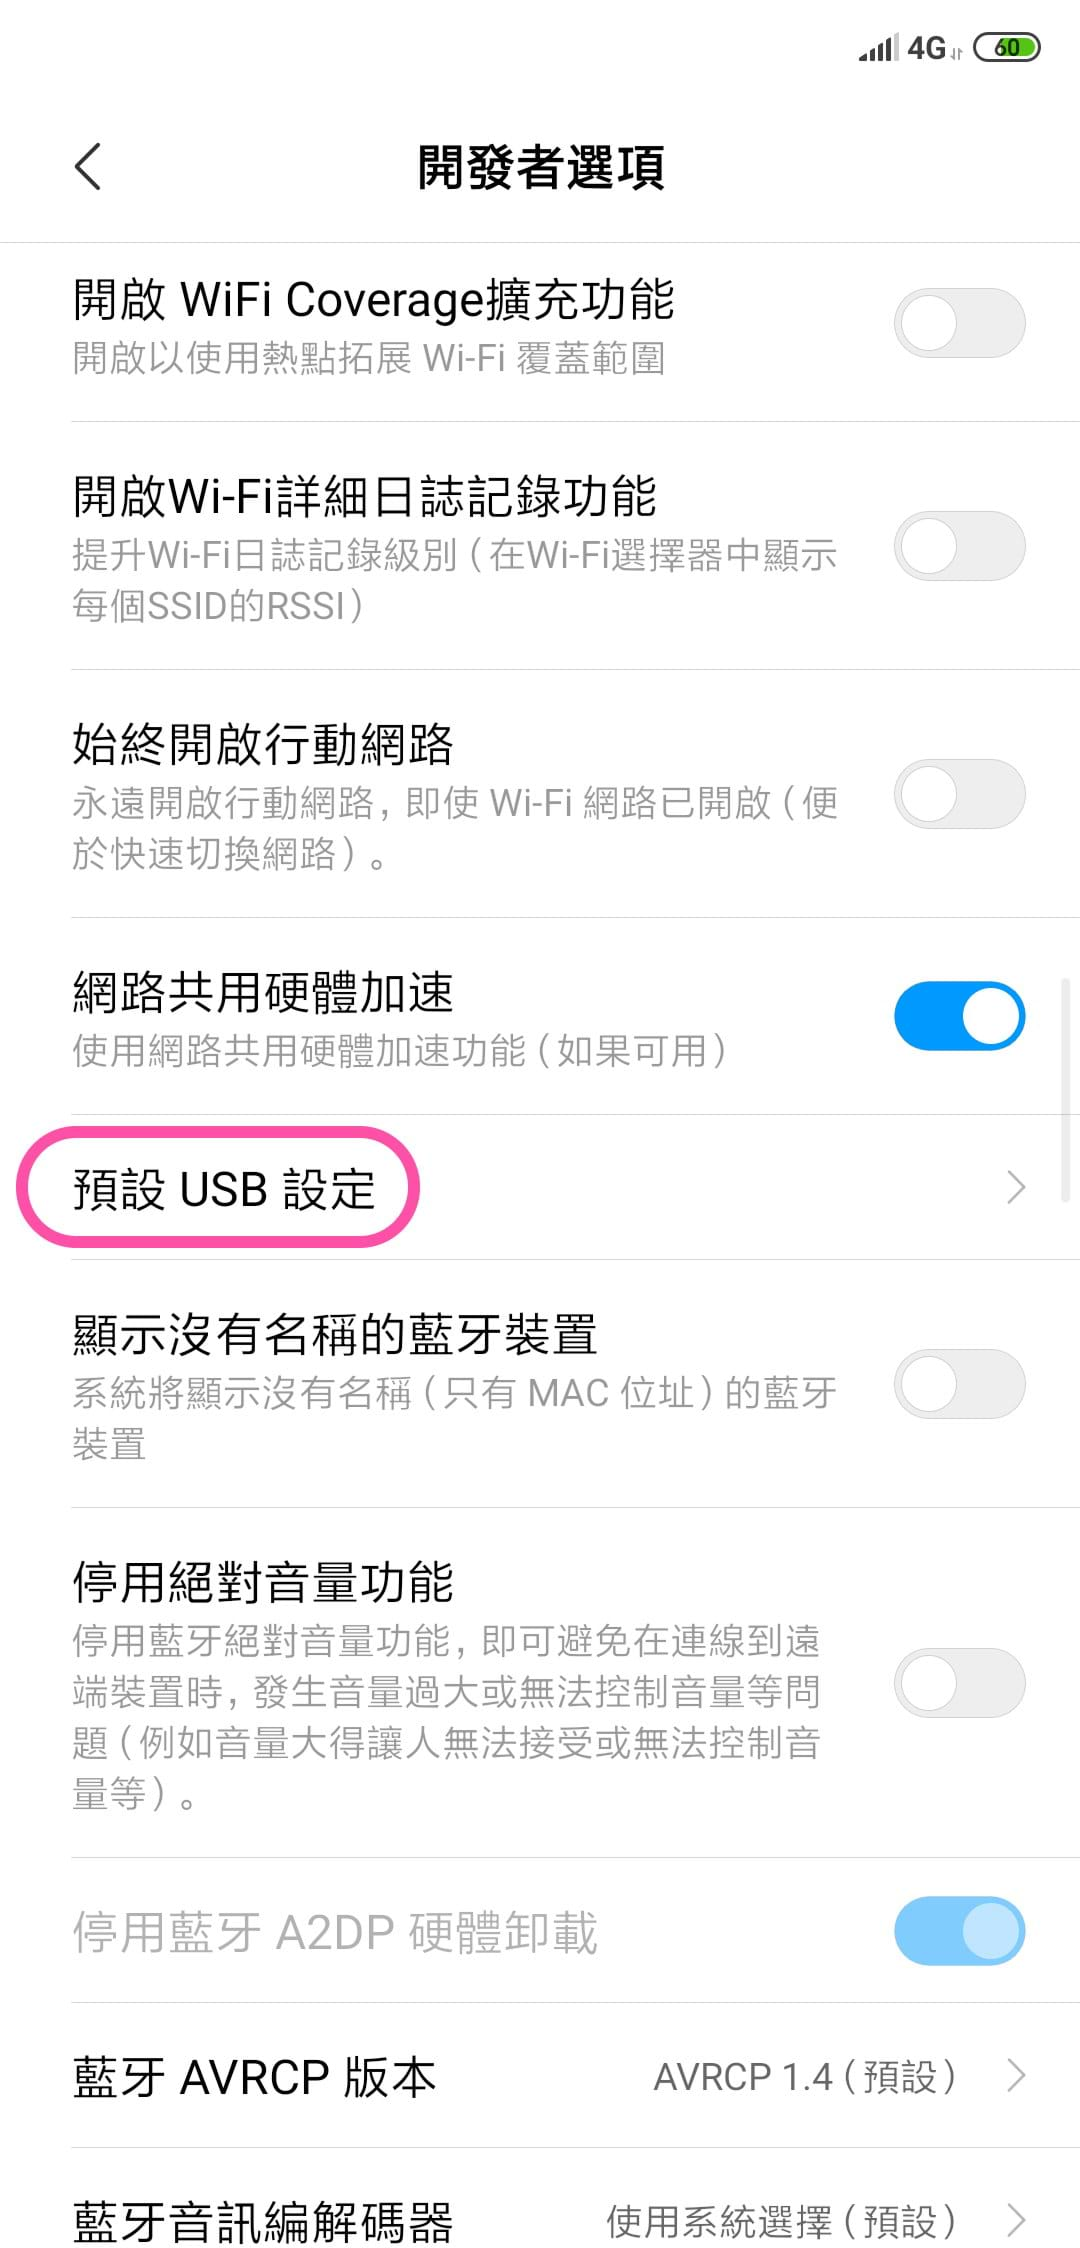 4G 60
開發者選項
開啟 WiFi Coverage擴充功能
開啟以使用熱點拓展 Wi-Fi 覆蓋範圍
開啟Wi-Fi詳細日誌記錄功能
提升Wi-Fi日誌記錄級別（在Wi-Fi選擇器中顯示
每個SSID的RSSI）
始終開啟行動網路
永遠開啟行動網路，即使 Wi-Fi 網路已開啟（便
於快速切換網路）。
網路共用硬體加速
使用網路共用硬體加速功能（如果可用）
預設 USB 設定
顯示沒有名稱的藍牙裝置
系統將顯示沒有名稱（只有 MAC 位址）的藍牙
裝置
停用絕對音量功能
停用藍牙絕對音量功能，即可避免在連線到遠
端裝置時，發生音量過大或無法控制音量等問
題（例如音量大得讓人無法接受或無法控制音
量等）。
停用藍牙 A2DP 硬體卸載
藍牙 AVRCP 版本 AVRCP 1.4（預設）
藍牙音訊編解碼器 使用系統選擇（預設）